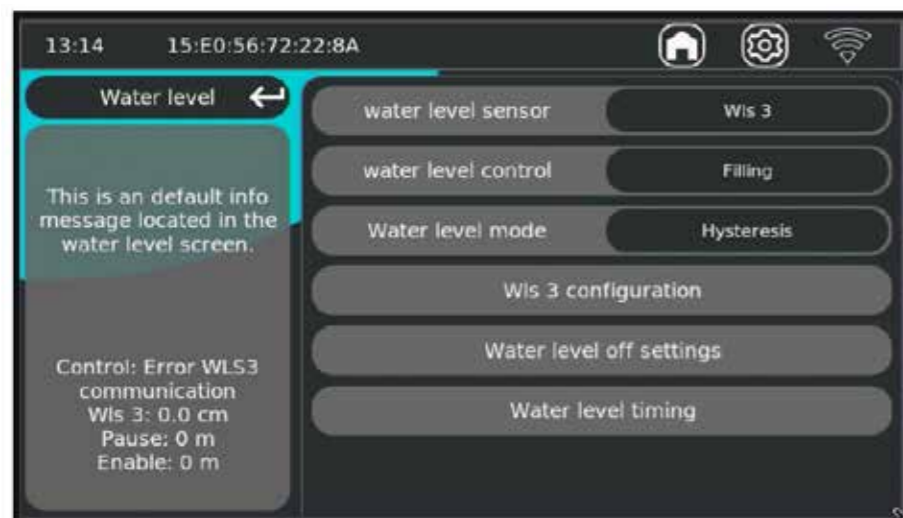 13:14 15:E0:56:72:22:8A
Water level
This is an default info
message located in the
water level screen.
Control: Error WLS3
communication
Wls 3: 0.0 cm
Pause: 0 m
Enable: 0 m
water level sensor Wls 3
water level control Filling
Water level mode Hysteresis
Wls 3 configuration
Water level off settings
Water level timing